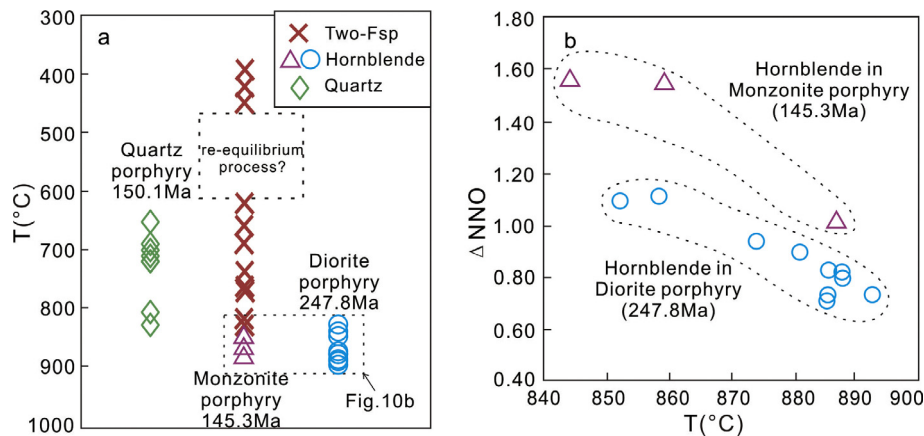 a
Two-Fsp
Hornblende
Quartz
300
400
500
600
700
800
900
1000
T(°C)
re-equilibrium
process?
Quartz
porphyry
150.1Ma
Diorite
porphyry
247.8Ma
Monzonite
porphyry
145.3Ma
Fig.10b
b
1.80
1.60
1.40
1.20
1.00
0.80
0.60
0.40
Δ NNO
Hornblende in
Monzonite porphyry
(145.3Ma)
Hornblende in
Diorite porphyry
(247.8Ma)
840 850 860 870 880 890 900
T(°C)